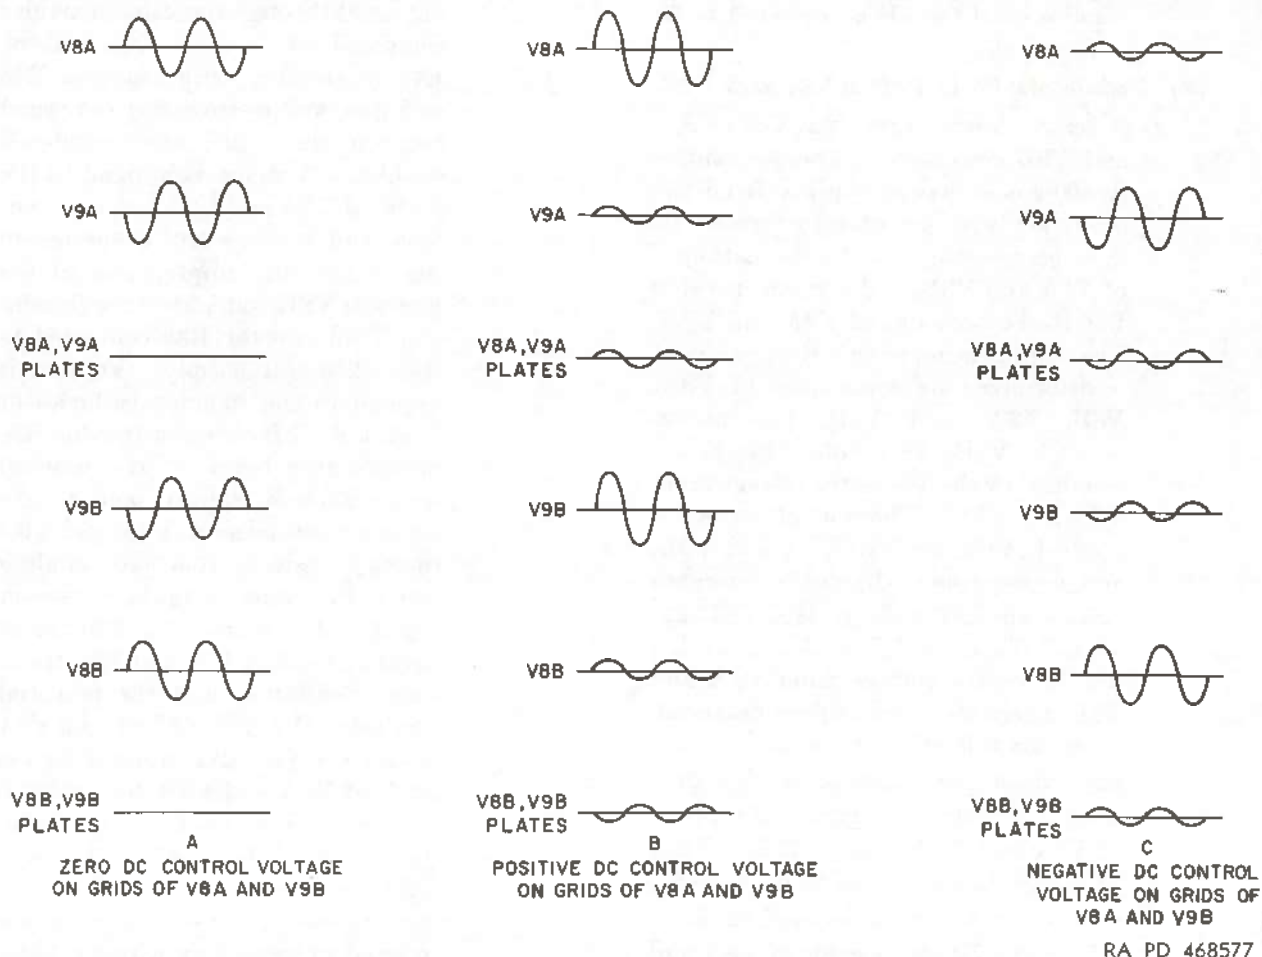 V8A
V9A
V8A, V9A
PLATES
V9B
V8B
V8B, V9B
PLATES
A
ZERO DC CONTROL VOLTAGE
ON GRIDS OF V8A AND V9B
V8A
V9A
V8A, V9A
PLATES
V9B
V8B
V8B, V9B
PLATES
B
POSITIVE DC CONTROL VOLTAGE
ON GRIDS OF V8A AND V9B
V8A
V9A
V8A, V9A
PLATES
V9B
V8B
V8B, V9B
PLATES
C
NEGATIVE DC CONTROL
VOLTAGE ON GRIDS OF
V8A AND V9B
RA PD 468577